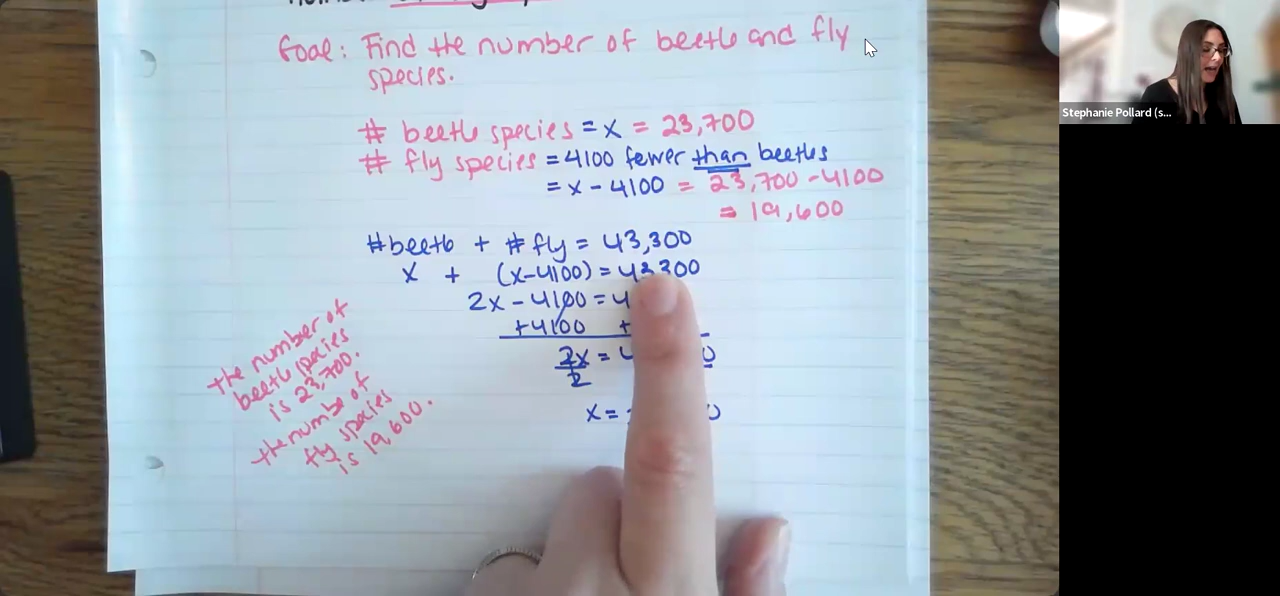 Goal: Find the number of beetle and fly
species.
# beetle species = x = 23,700
# fly species = 4100 fewer than beetles
= x - 4100 = 23,700 - 4100
= 19,600
#beetle + #fly = 43,300
x + (x-4100) = 43300
2x - 4100 = 4
+4100 +
2x = 4
2
x =
the number of
beetle species
is 23,700.
the number of
fly species
is 19,600.
Stephanie Pollard (s...